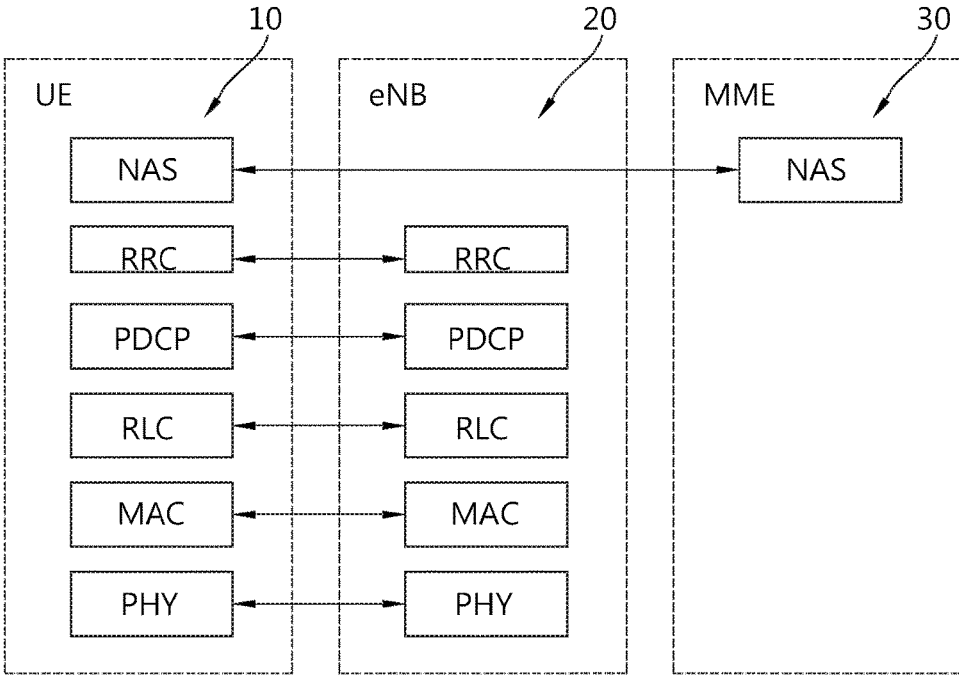 10 20 30
UE eNB MME
NAS NAS
RRC RRC
PDCP PDCP
RLC RLC
MAC MAC
PHY PHY